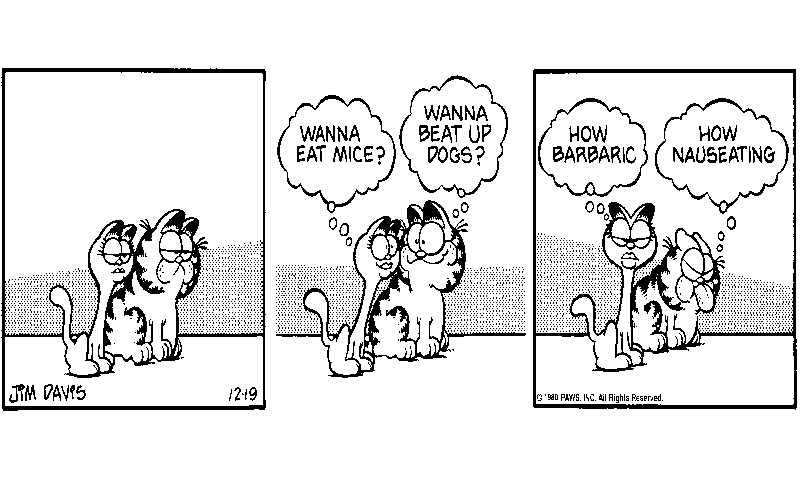 JIM DAVIS
12-19
WANNA
EAT MICE?
WANNA
BEAT UP
DOGS?
HOW
BARBARIC
HOW
NAUSEATING
© 1980 PAWS, INC. All Rights Reserved.